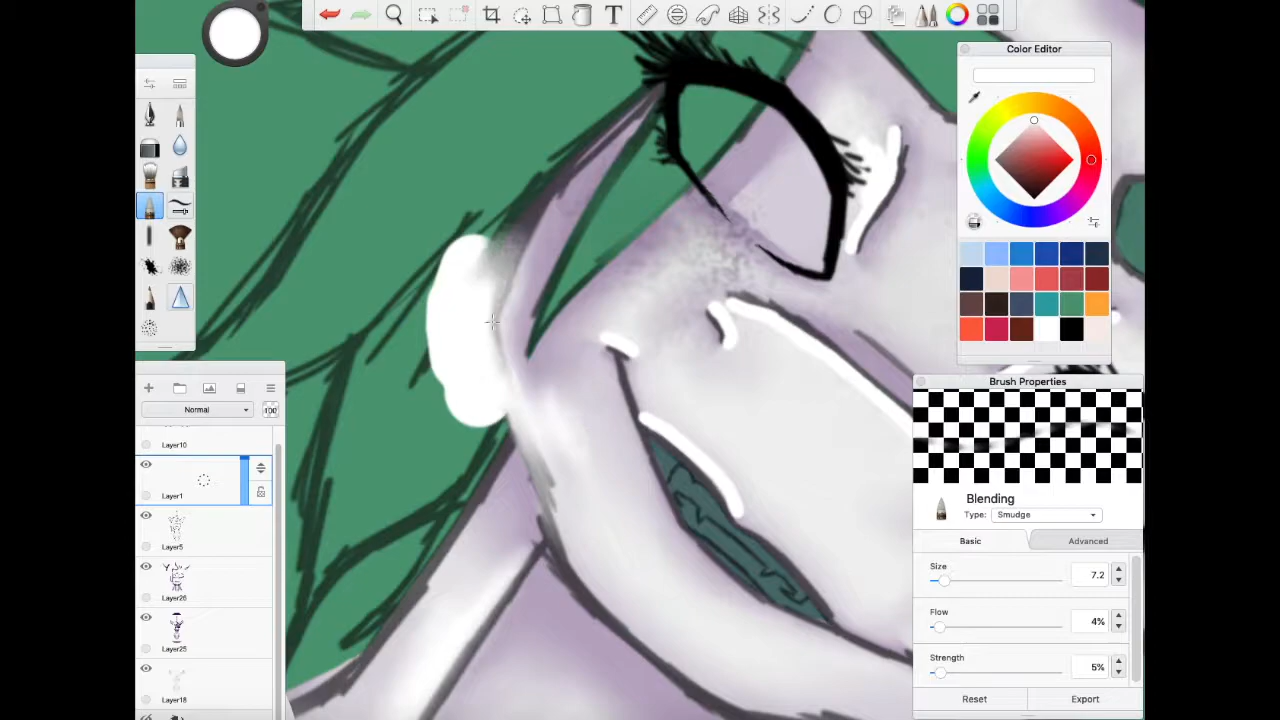 T
Color Editor
Normal
100
Layer10
Layer1
Layer5
Layer26
Layer25
Layer18
Brush Properties
Blending
Type: Smudge
Basic
Advanced
Size
7.2
Flow
4%
Strength
5%
Reset
Export